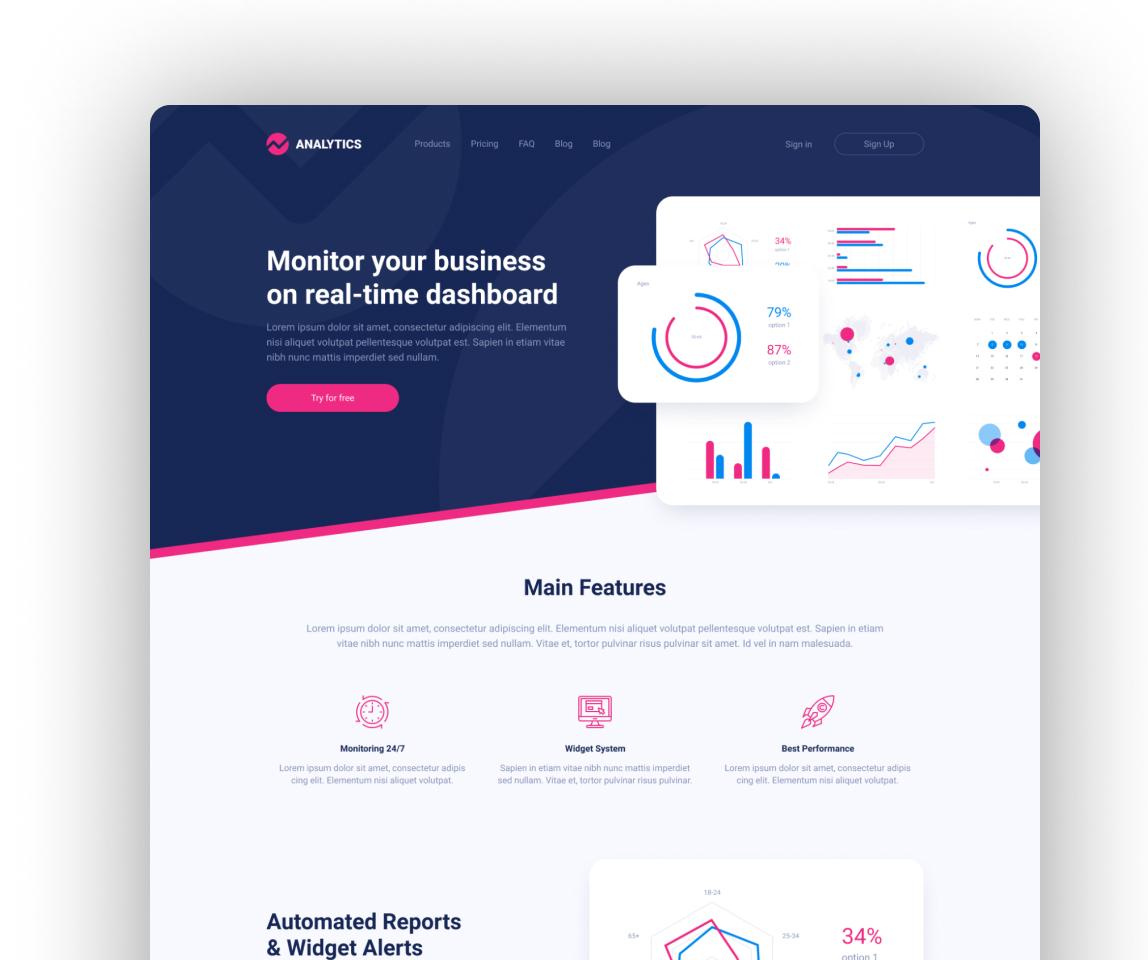 ANALYTICS
Products Pricing FAQ Blog Blog
Sign in
Sign Up
Monitor your business
on real-time dashboard
Lorem ipsum dolor sit amet, consectetur adipiscing elit. Elementum
nisi aliquet volutpat pellentesque volutpat est. Sapien in etiam vitae
nibh nunc mattis imperdiet sed nullam.
Try for free
34%
Ages
79%
option 1
87%
option 2
Main Features
Lorem ipsum dolor sit amet, consectetur adipiscing elit. Elementum nisi aliquet volutpat pellentesque volutpat est. Sapien in etiam
vitae nibh nunc mattis imperdiet sed nullam. Vitae et, tortor pulvinar risus pulvinar sit amet. Id vel in nam malesuada.
Monitoring 24/7
Lorem ipsum dolor sit amet, consectetur adipis
cing elit. Elementum nisi aliquet volutpat.
Widget System
Sapien in etiam vitae nibh nunc mattis imperdiet
sed nullam. Vitae et, tortor pulvinar risus pulvinar.
Best Performance
Lorem ipsum dolor sit amet, consectetur adipis
cing elit. Elementum nisi aliquet volutpat.
Automated Reports
& Widget Alerts
18-24
65+
25-34
34%
option 1